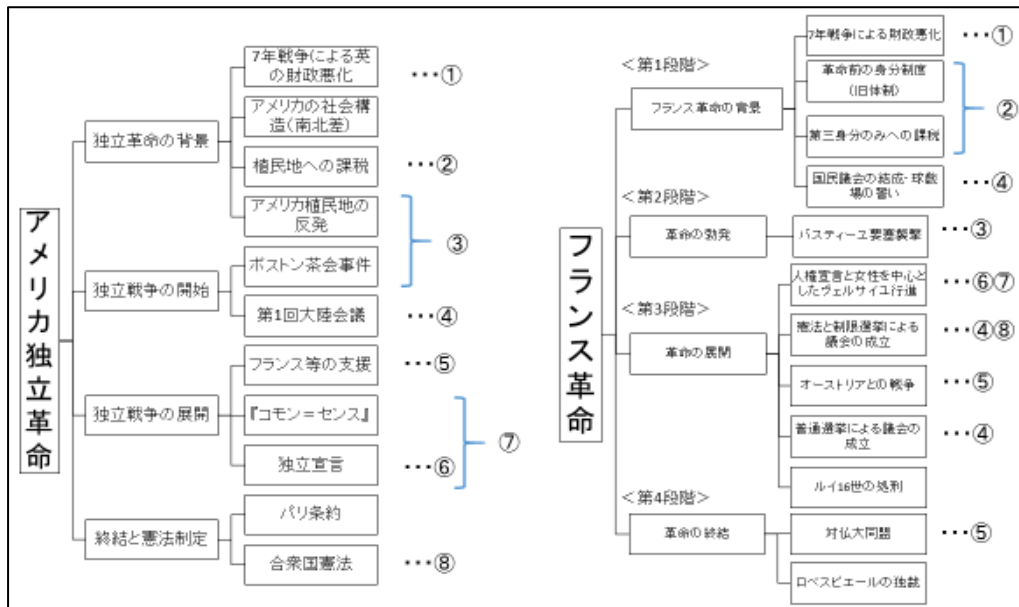 アメリカ独立革命
独立革命の背景
7年戦争による英
の財政悪化
・・・①
アメリカの社会構
造(南北差)
植民地への課税
・・・②
アメリカ植民地の
反発
③
独立戦争の開始
ボストン茶会事件
第1回大陸会議
・・・④
独立戦争の展開
フランス等の支援
・・・⑤
『コモン=センス』
⑦
独立宣言
・・・⑥
終結と憲法制定
パリ条約
合衆国憲法
・・・⑧
フランス革命
<第1段階>
フランス革命の背景
7年戦争による財政悪化
・・・①
革命前の身分制度
(旧体制)
②
第三身分のみへの課税
国民議会の結成・球戯
場の誓い
・・・④
<第2段階>
革命の勃発
バスティーユ要塞襲撃
・・・③
<第3段階>
革命の展開
人権宣言と女性を中心と
したヴェルサイユ行進
・・・⑥⑦
憲法と制限選挙による
議会の成立
・・・④⑧
オーストリアとの戦争
・・・⑤
普通選挙による議会の
成立
・・・④
ルイ16世の処刑
<第4段階>
革命の終結
対仏大同盟
・・・⑤
ロベスピエールの独裁